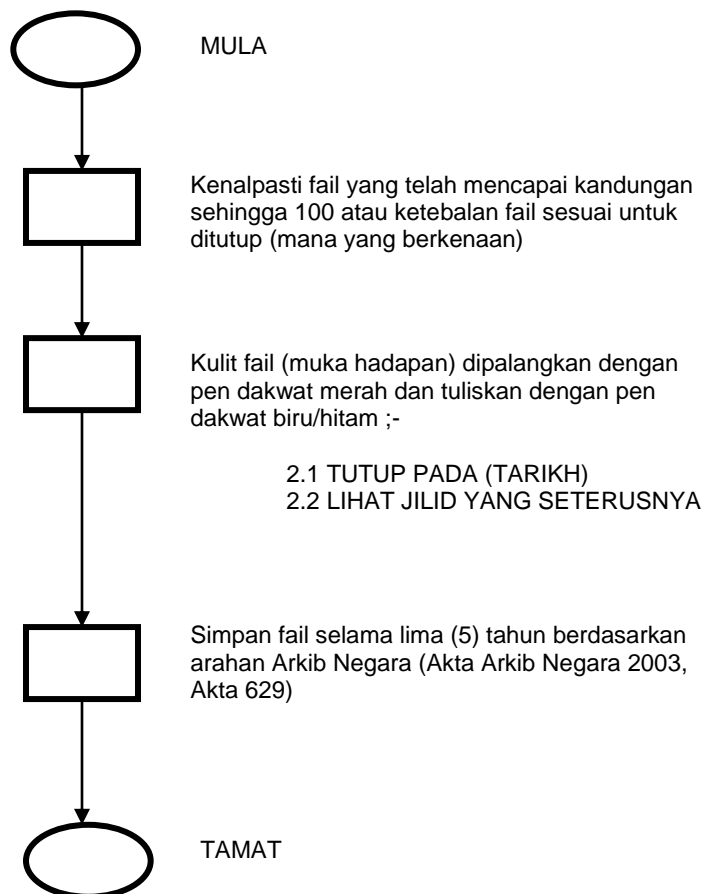 MULA
Kenalpasti fail yang telah mencapai kandungan
sehingga 100 atau ketebalan fail sesuai untuk
ditutup (mana yang berkenaan)
Kulit fail (muka hadapan) dipalangkan dengan
pen dakwat merah dan tuliskan dengan pen
dakwat biru/hitam ;-
2.1 TUTUP PADA (TARIKH)
2.2 LIHAT JILID YANG SETERUSNYA
Simpan fail selama lima (5) tahun berdasarkan
arahan Arkib Negara (Akta Arkib Negara 2003,
Akta 629)
TAMAT